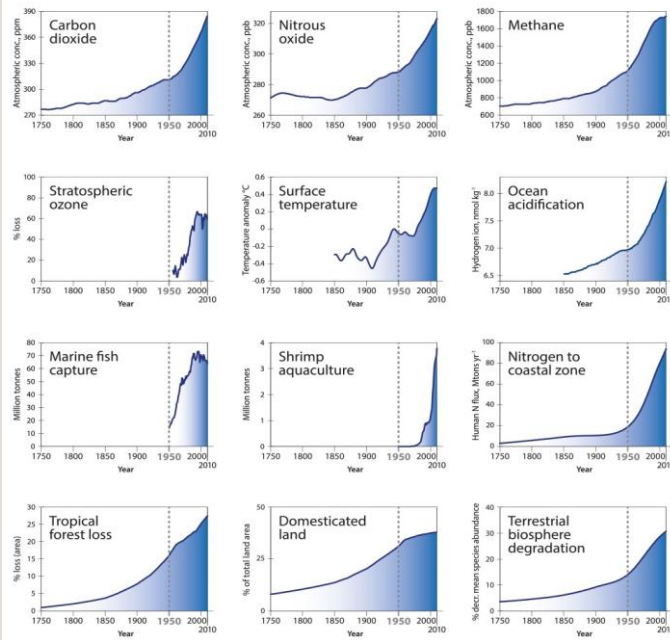 Carbon
dioxide
Atmospheric conc., ppm
390
360
330
300
270
1750 1800 1850 1900 1950 2000
2010
Year
Nitrous
oxide
Atmospheric conc., ppb
320
300
280
260
1750 1800 1850 1900 1950 2000
2010
Year
Methane
Atmospheric conc., ppb
1800
1600
1400
1200
1000
800
600
1750 1800 1850 1900 1950 2000
2010
Year
Stratospheric
ozone
% loss
100
80
60
40
20
0
1750 1800 1850 1900 1950 2000
2010
Year
Surface
temperature
Temperature anomaly °C
0.6
0.4
0.2
0
-0.2
-0.4
-0.6
1750 1800 1850 1900 1950 2000
2010
Year
Ocean
acidification
Hydrogen ion, nmol kg⁻¹
8.0
7.5
7.0
6.5
1750 1800 1850 1900 1950 2000
2010
Year
Marine fish
capture
Million tonnes
80
70
60
50
40
30
20
10
0
1750 1800 1850 1900 1950 2000
2010
Year
Shrimp
aquaculture
Million tonnes
4
3
2
1
0
1750 1800 1850 1900 1950 2000
2010
Year
Nitrogen to
coastal zone
Human N flux, Mtons yr⁻¹
100
80
60
40
20
0
1750 1800 1850 1900 1950 2000
2010
Year
Tropical
forest loss
% loss (area)
30
25
20
15
10
5
0
1750 1800 1850 1900 1950 2000
2010
Year
Domesticated
land
% of total land area
50
25
0
1750 1800 1850 1900 1950 2000
2010
Year
Terrestrial
biosphere
degradation
% decr. mean species abundance
40
30
20
10
0
1750 1800 1850 1900 1950 2000
2010
Year